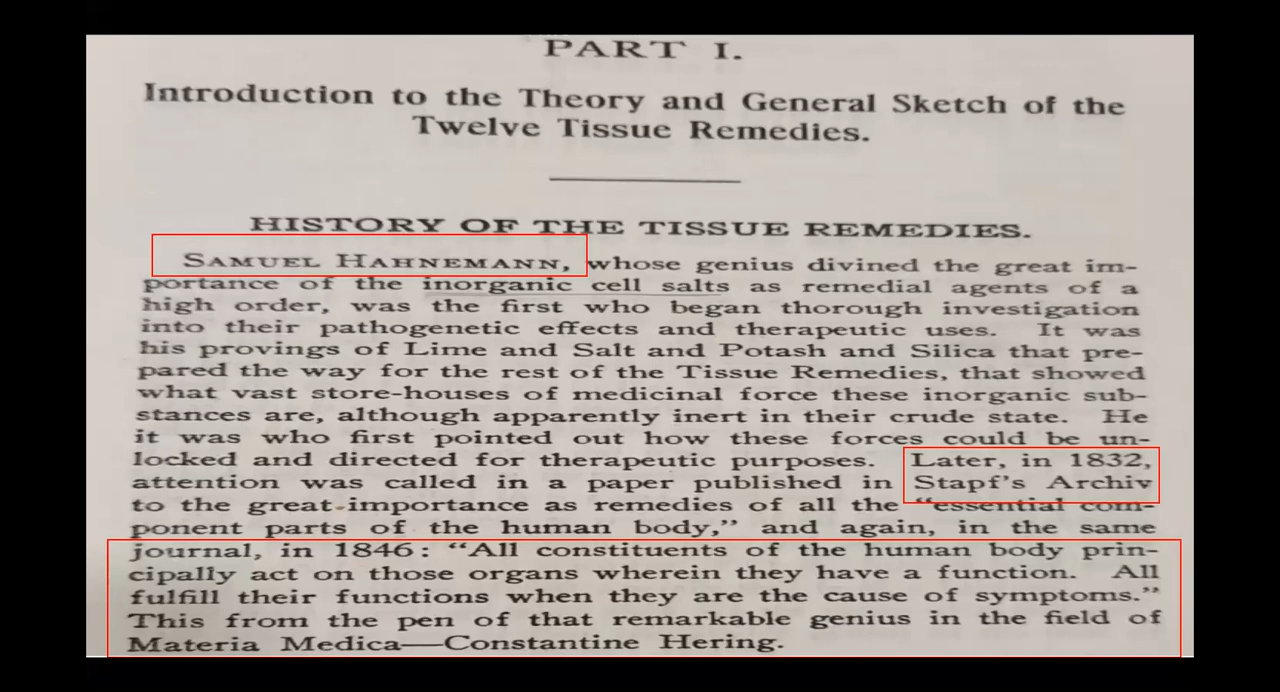 PART I.
Introduction to the Theory and General Sketch of the
Twelve Tissue Remedies.
HISTORY OF THE TISSUE REMEDIES.
SAMUEL HAHNEMANN, whose genius divined the great im-
portance of the inorganic cell salts as remedial agents of a
high order, was the first who began thorough investigation
into their pathogenetic effects and therapeutic uses. It was
his provings of Lime and Salt and Potash and Silica that pre-
pared the way for the rest of the Tissue Remedies, that showed
what vast store-houses of medicinal force these inorganic sub-
stances are, although apparently inert in their crude state. He
it was who first pointed out how these forces could be un-
locked and directed for therapeutic purposes. Later, in 1832,
attention was called in a paper published in Stapf's Archiv
to the great importance as remedies of all the "essential com-
ponent parts of the human body," and again, in the same
journal, in 1846: "All constituents of the human body prin-
cipally act on those organs wherein they have a function. All
fulfill their functions when they are the cause of symptoms."
This from the pen of that remarkable genius in the field of
Materia Medica—Constantine Hering.